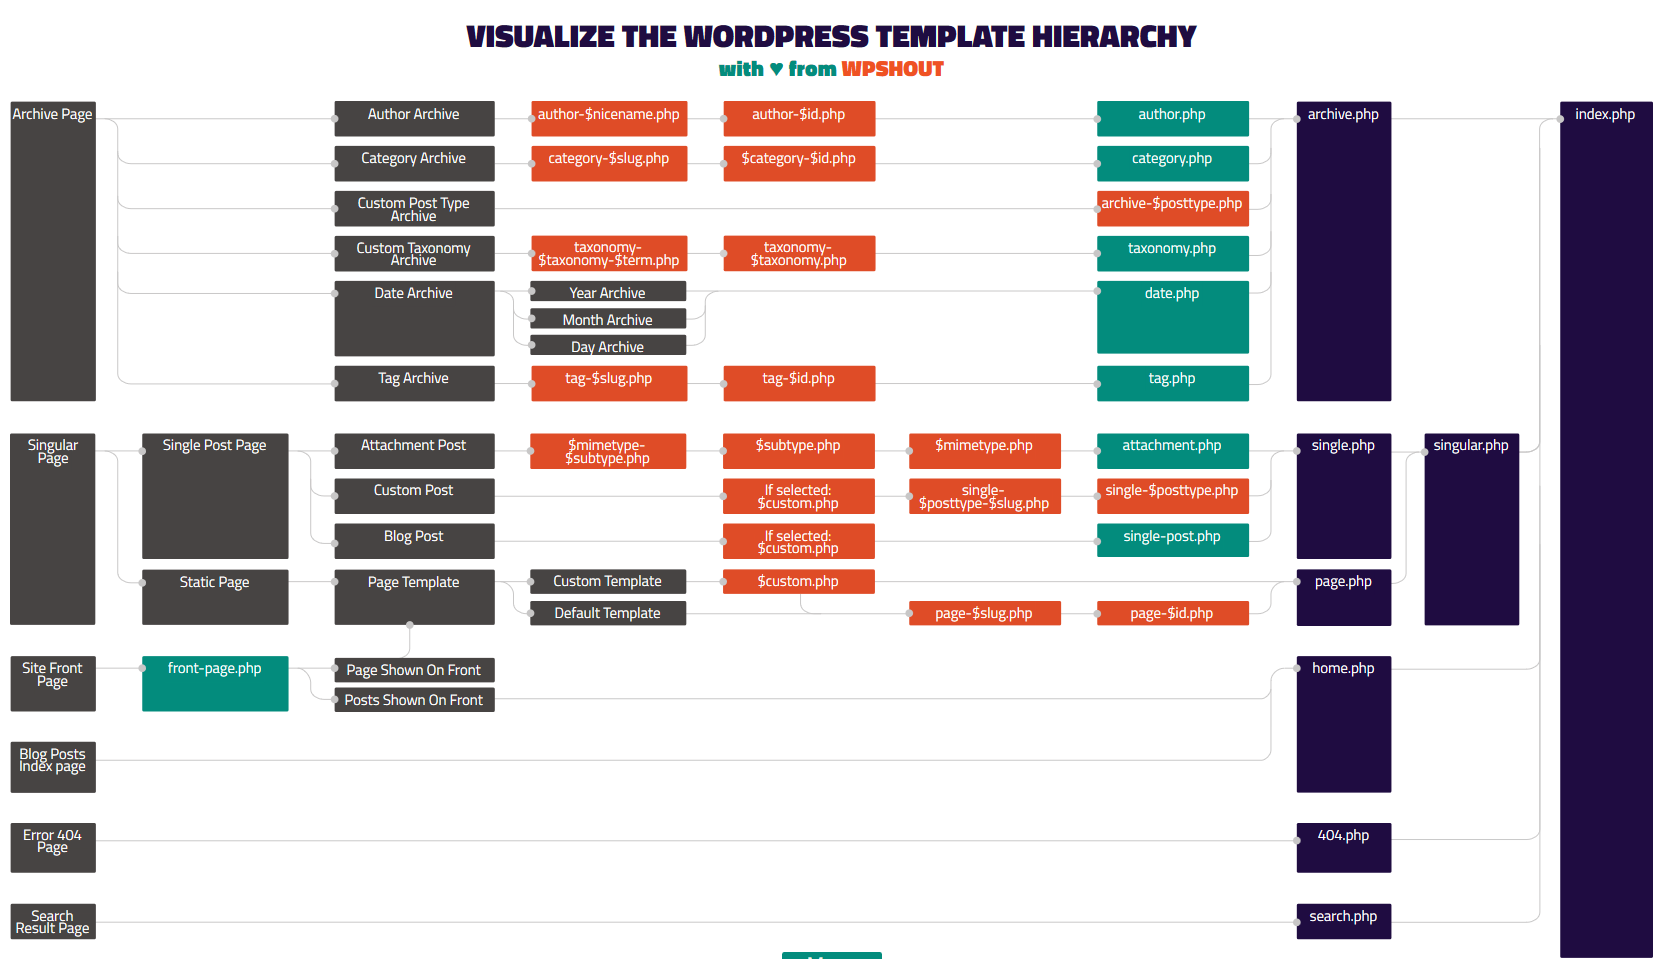 VISUALIZE THE WORDPRESS TEMPLATE HIERARCHY
with ♥ from WPSHOUT
Archive Page
Author Archive
author-$nicename.php
author-$id.php
author.php
archive.php
index.php
Category Archive
category-$slug.php
$category-$id.php
category.php
Custom Post Type
Archive
archive-$posttype.php
Custom Taxonomy
Archive
taxonomy-
$taxonomy-$term.php
taxonomy-
$taxonomy.php
taxonomy.php
Date Archive
Year Archive
Month Archive
Day Archive
date.php
Tag Archive
tag-$slug.php
tag-$id.php
tag.php
Singular
Page
Single Post Page
Attachment Post
$mimetype-
$subtype.php
$subtype.php
$mimetype.php
attachment.php
single.php
singular.php
Custom Post
If selected:
$custom.php
single-
$posttype-$slug.php
single-$posttype.php
Blog Post
If selected:
$custom.php
single-post.php
Static Page
Page Template
Custom Template
$custom.php
page.php
Default Template
page-$slug.php
page-$id.php
Site Front
Page
front-page.php
Page Shown On Front
Posts Shown On Front
home.php
Blog Posts
Index page
Error 404
Page
404.php
Search
Result Page
search.php